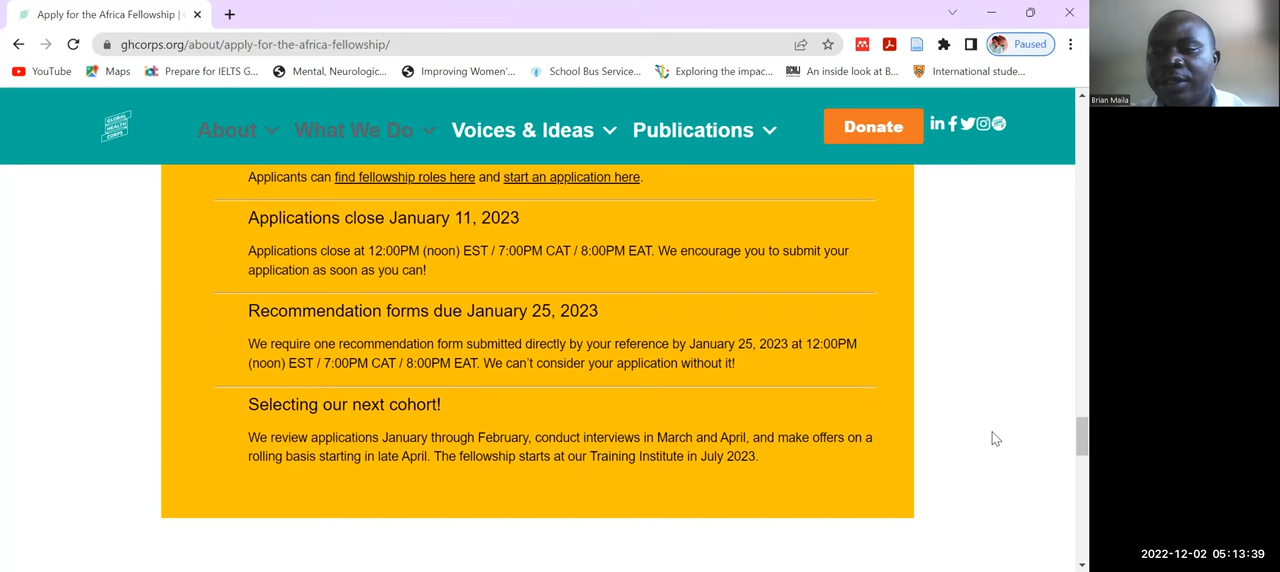 Apply for the Africa Fellowship |
ghcorps.org/about/apply-for-the-africa-fellowship/
Paused
YouTube
Maps
Prepare for IELTS G...
Mental, Neurologic...
Improving Women'...
School Bus Service...
Exploring the impac...
BCMJ
An inside look at B...
International stude...
Brian Maila
GLOBAL
HEALTH
CORPS
About
What We Do
Voices & Ideas
Publications
Donate
Applicants can find fellowship roles here and start an application here.
Applications close January 11, 2023
Applications close at 12:00PM (noon) EST / 7:00PM CAT / 8:00PM EAT. We encourage you to submit your
application as soon as you can!
Recommendation forms due January 25, 2023
We require one recommendation form submitted directly by your reference by January 25, 2023 at 12:00PM
(noon) EST / 7:00PM CAT / 8:00PM EAT. We can't consider your application without it!
Selecting our next cohort!
We review applications January through February, conduct interviews in March and April, and make offers on a
rolling basis starting in late April. The fellowship starts at our Training Institute in July 2023.
2022-12-02 05:13:39